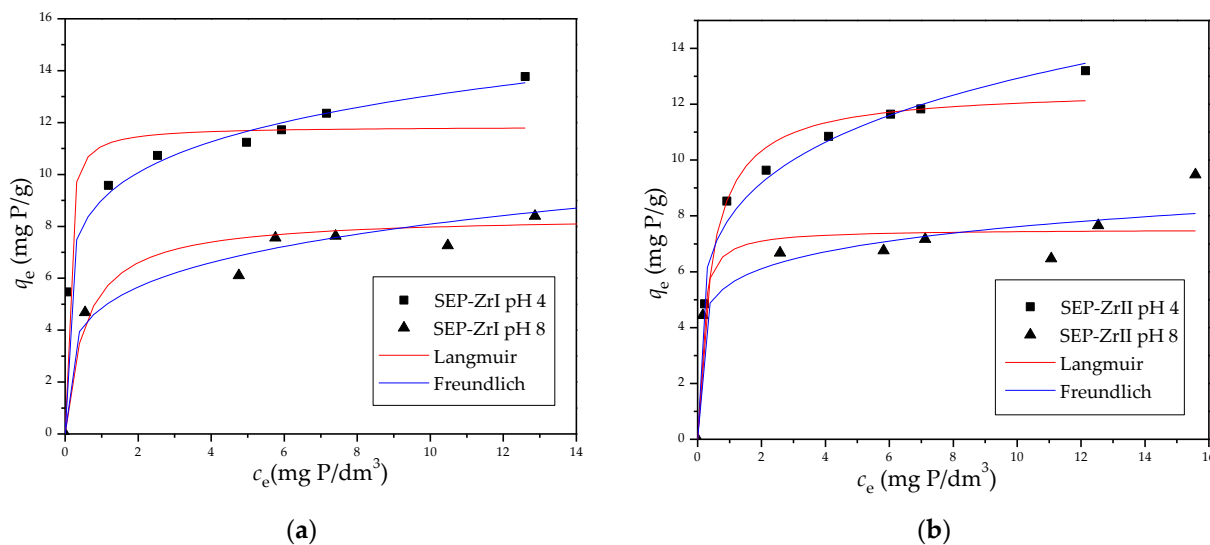 16
14
12
10
8
6
4
2
0
qe (mg P/g)
SEP-ZrI pH 4
SEP-ZrI pH 8
Langmuir
Freundlich
0 2 4 6 8 10 12 14
ce(mg P/dm³)
(a)
14
12
10
8
6
4
2
0
qe (mg P/g)
SEP-ZrII pH 4
SEP-ZrII pH 8
Langmuir
Freundlich
0 2 4 6 8 10 12 14 16
ce (mg P/dm³)
(b)